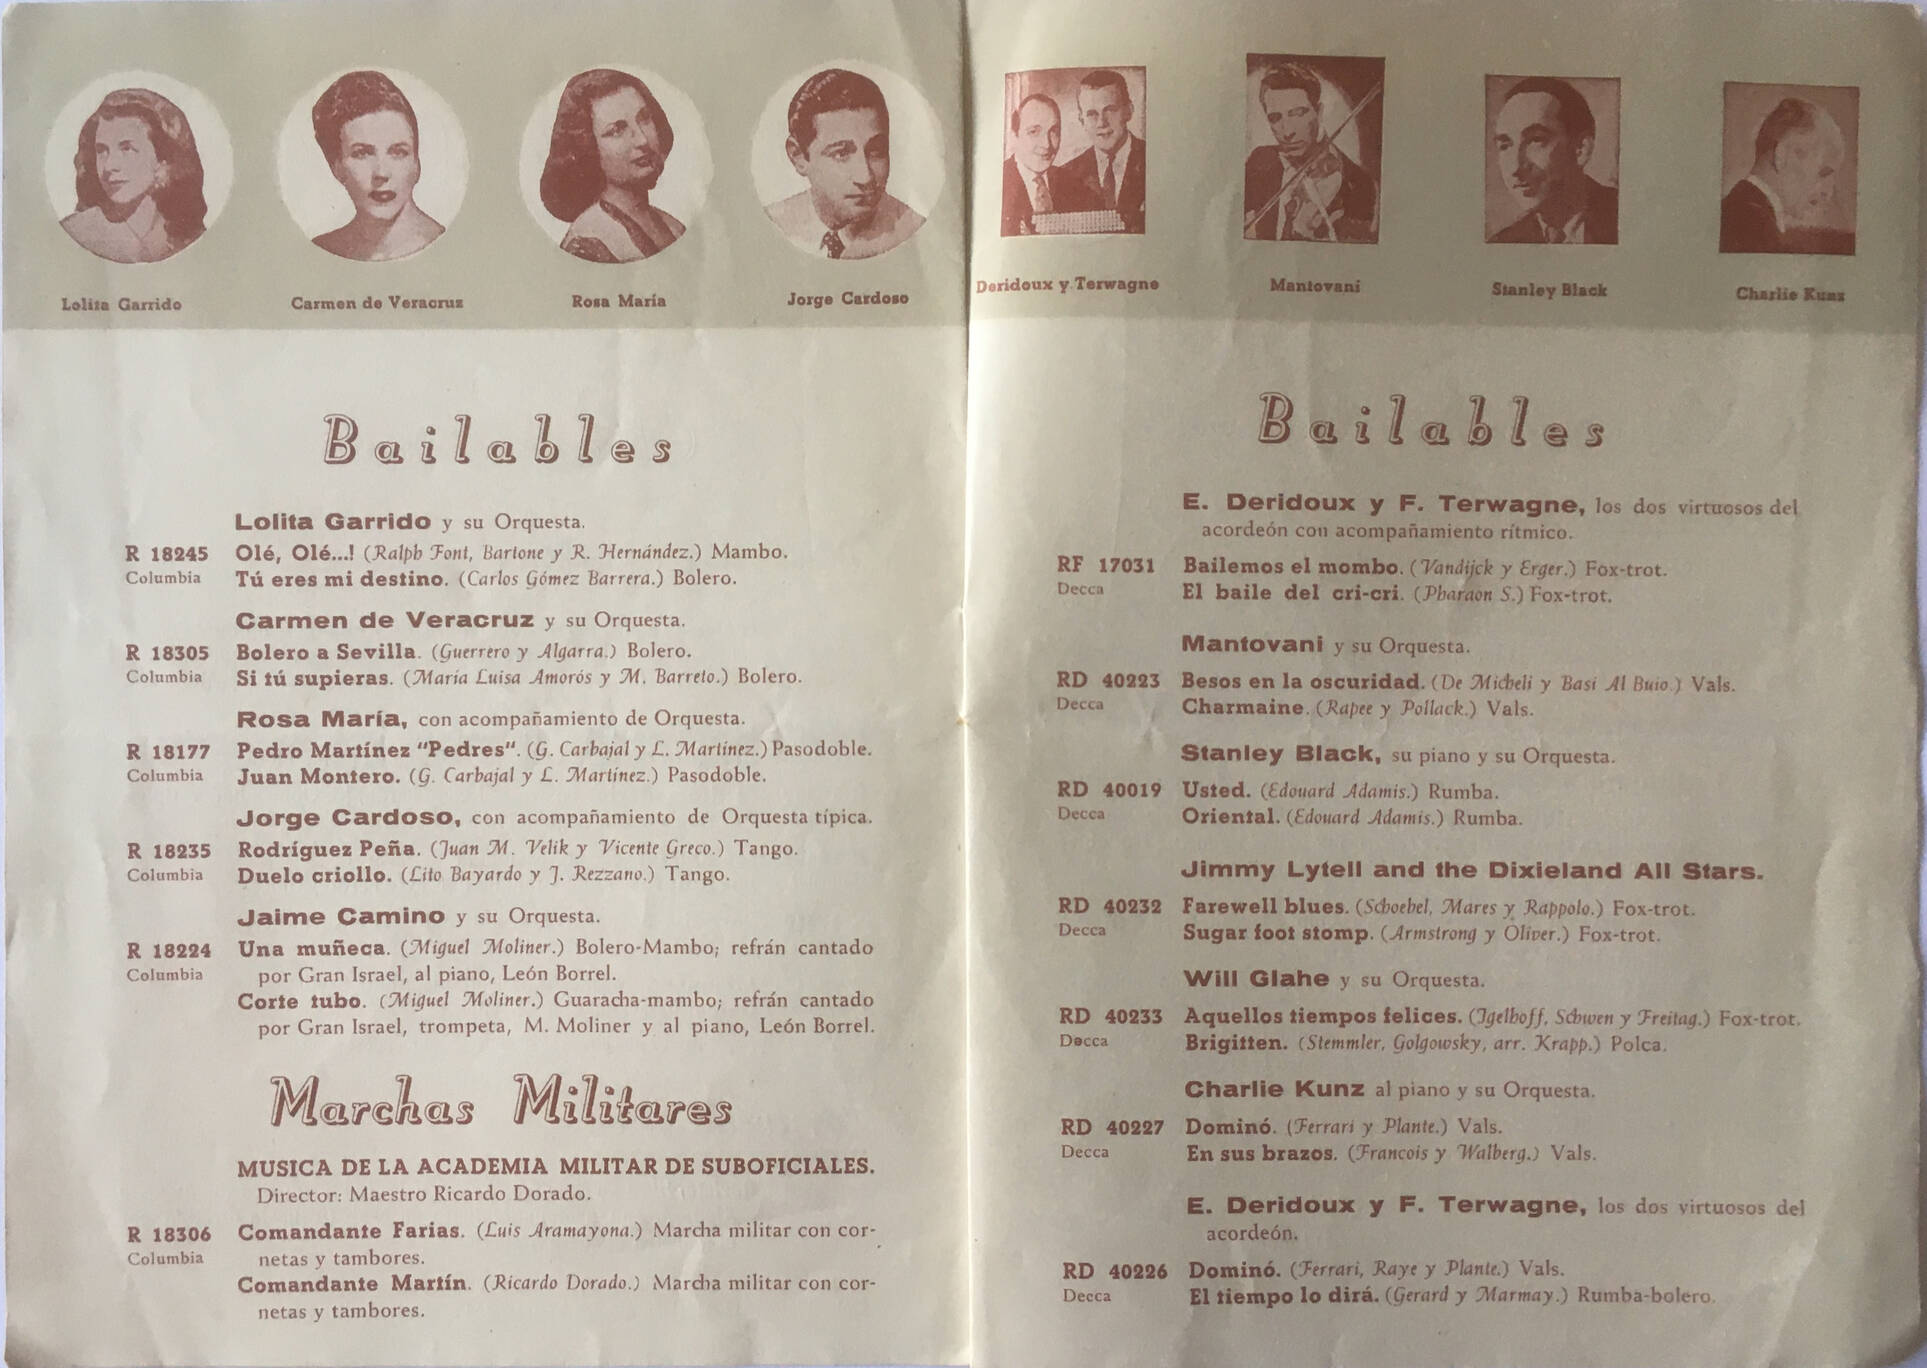 Lolita Garrido
Carmen de Veracruz
Rosa María
Jorge Cardoso
Bailables
Lolita Garrido y su Orquesta.
R 18245 Olé, Olé...! (Ralph Font, Bartone y R. Hernández.) Mambo.
Columbia Tú eres mi destino. (Carlos Gómez Barrera.) Bolero.
Carmen de Veracruz y su Orquesta.
R 18305 Bolero a Sevilla. (Guerrero y Algarra.) Bolero.
Columbia Si tú supieras. (María Luisa Amorós y M. Barreto.) Bolero.
Rosa María, con acompañamiento de Orquesta.
R 18177 Pedro Martínez "Pedres". (G. Carbajal y L. Martínez.) Pasodoble.
Columbia Juan Montero. (G. Carbajal y L. Martínez.) Pasodoble.
Jorge Cardoso, con acompañamiento de Orquesta típica.
R 18235 Rodríguez Peña. (Juan M. Velik y Vicente Greco.) Tango.
Columbia Duelo criollo. (Lito Bayardo y J. Rezzano.) Tango.
Jaime Camino y su Orquesta.
R 18224 Una muñeca. (Miguel Moliner.) Bolero-Mambo; refrán cantado
Columbia por Gran Israel, al piano, León Borrel.
Corte tubo. (Miguel Moliner.) Guaracha-mambo; refrán cantado
por Gran Israel, trompeta, M. Moliner y al piano, León Borrel.
Marchas Militares
MUSICA DE LA ACADEMIA MILITAR DE SUBOFICIALES.
Director: Maestro Ricardo Dorado.
R 18306 Comandante Farias. (Luis Aramayona.) Marcha militar con cor-
Columbia netas y tambores.
Comandante Martín. (Ricardo Dorado.) Marcha militar con cor-
netas y tambores.
Deridoux y Terwagne
Mantovani
Stanley Black
Charlie Kunz
Bailables
E. Deridoux y F. Terwagne, los dos virtuosos del
acordeón con acompañamiento rítmico.
RF 17031 Bailemos el mombo. (Vandijck y Erger.) Fox-trot.
Decca El baile del cri-cri. (Pharaon S.) Fox-trot.
Mantovani y su Orquesta.
RD 40223 Besos en la oscuridad. (De Micheli y Basi Al Buio.) Vals.
Decca Charmaine. (Rapee y Pollack.) Vals.
Stanley Black, su piano y su Orquesta.
RD 40019 Usted. (Edouard Adamis.) Rumba.
Decca Oriental. (Edouard Adamis.) Rumba.
Jimmy Lytell and the Dixieland All Stars.
RD 40232 Farewell blues. (Schoebel, Mares y Rappolo.) Fox-trot.
Decca Sugar foot stomp. (Armstrong y Oliver.) Fox-trot.
Will Glahe y su Orquesta.
RD 40233 Aquellos tiempos felices. (Igelhoff, Schwen y Freitag.) Fox-trot.
Decca Brigitten. (Stemmler, Golgowsky, arr. Krapp.) Polca.
Charlie Kunz al piano y su Orquesta.
RD 40227 Dominó. (Ferrari y Plante.) Vals.
Decca En sus brazos. (Francois y Walberg.) Vals.
E. Deridoux y F. Terwagne, los dos virtuosos del
acordeón.
RD 40226 Dominó. (Ferrari, Raye y Plante.) Vals.
Decca El tiempo lo dirá. (Gerard y Marmay.) Rumba-bolero.